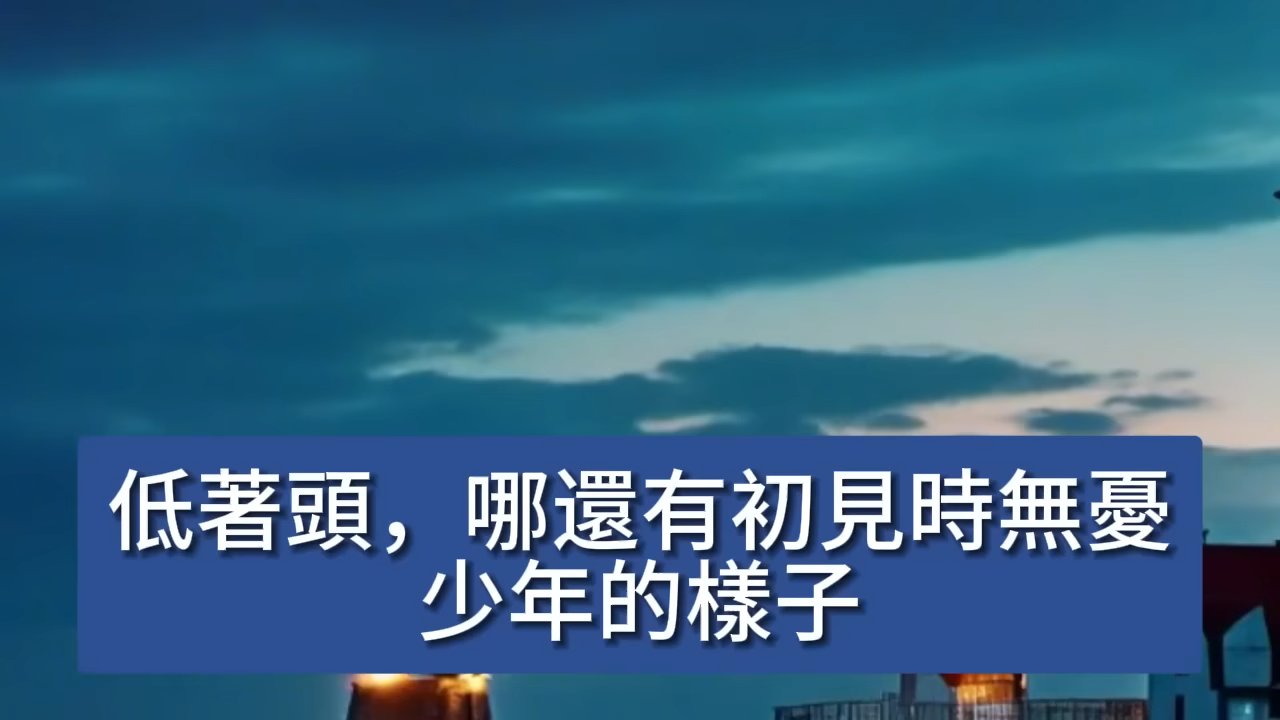 低著頭，哪還有初見時無憂
少年的樣子